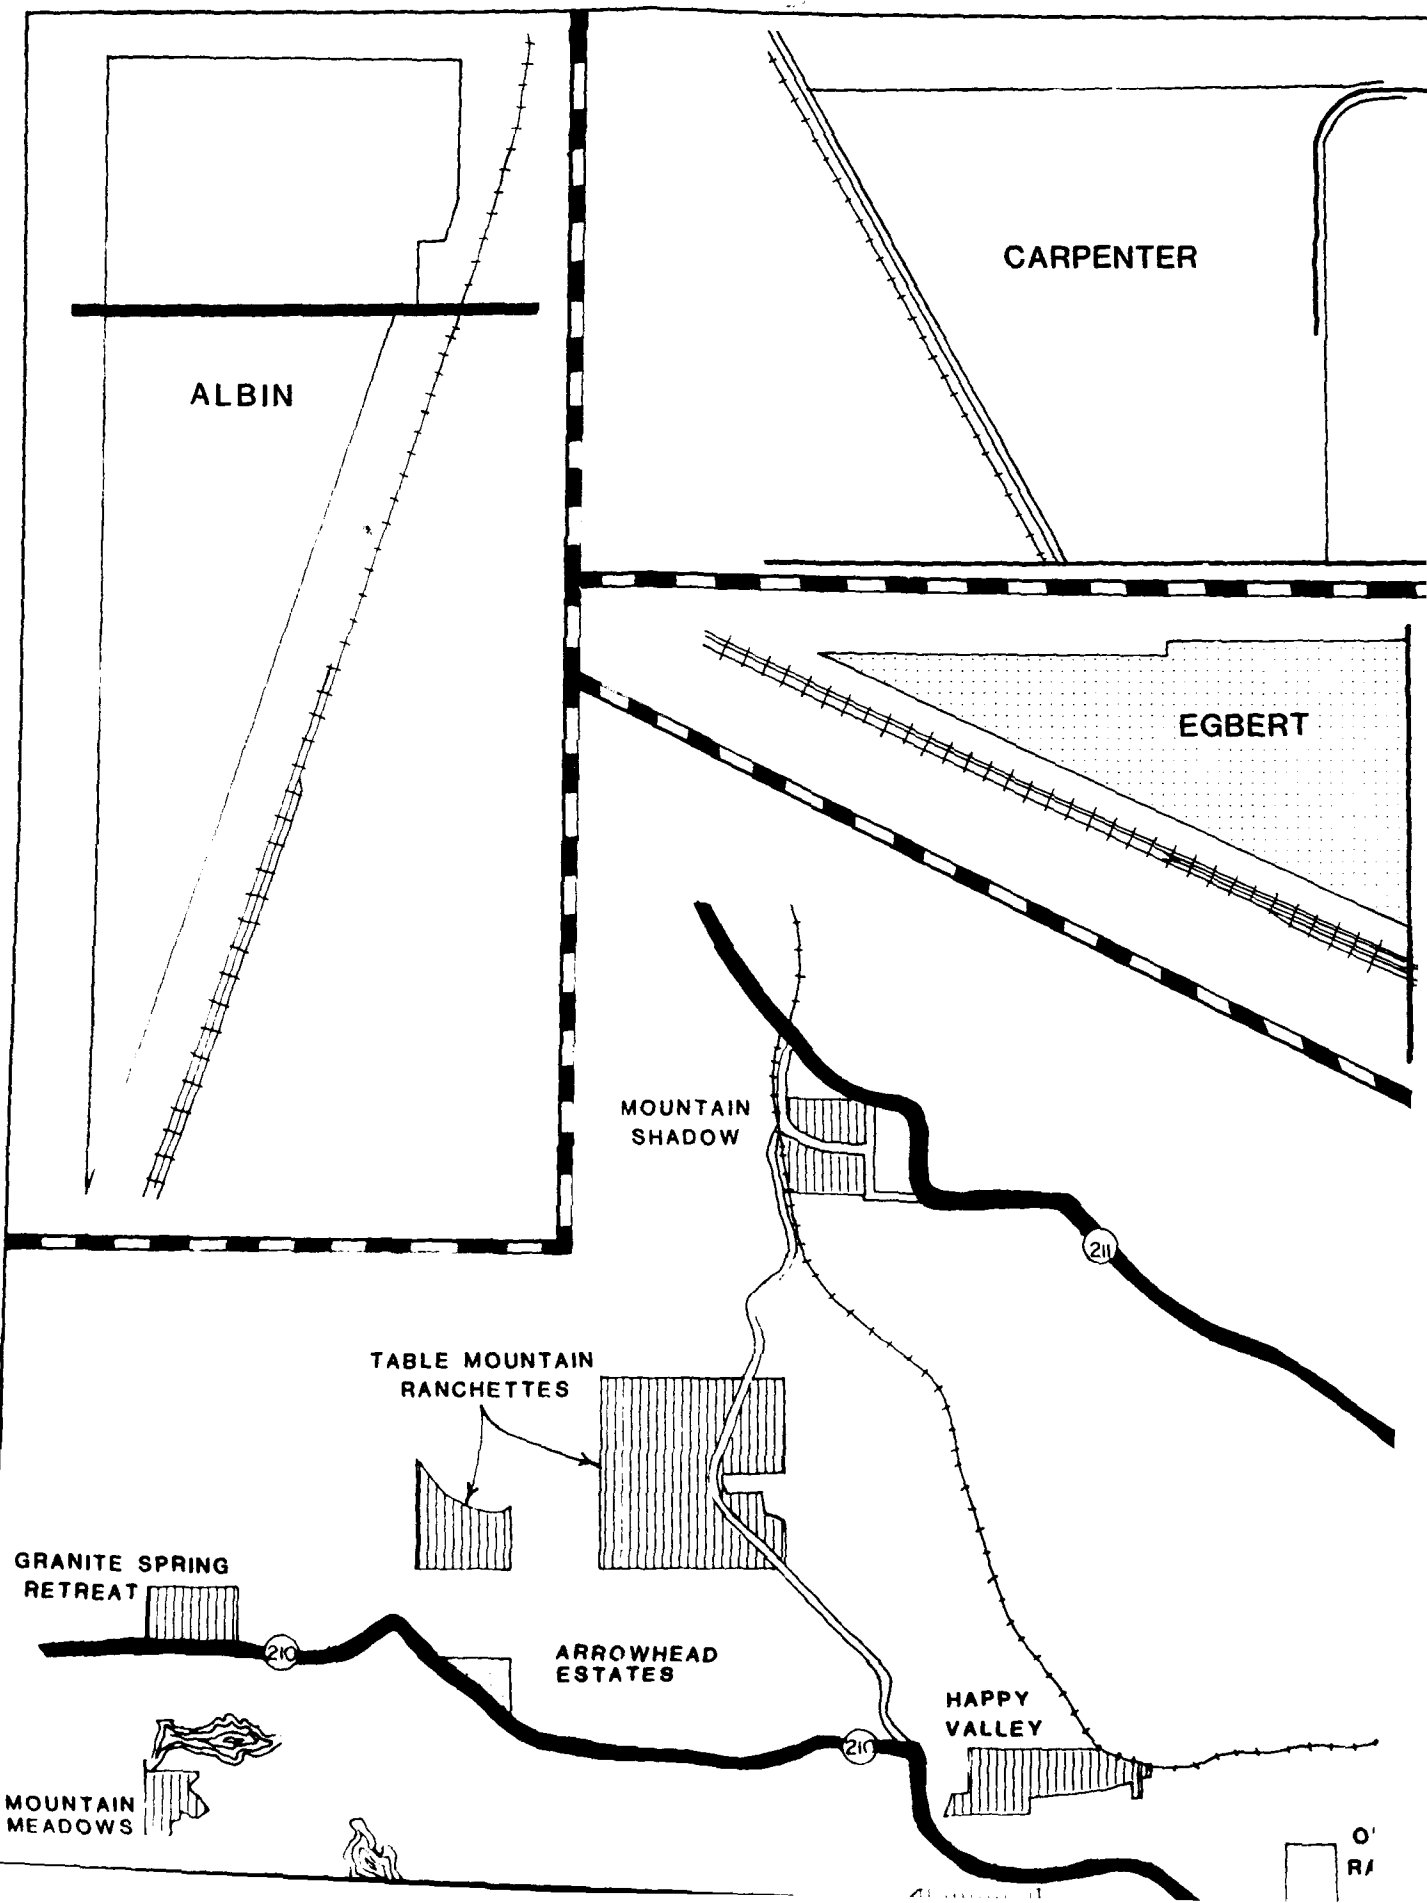 CARPENTER
ALBIN
EGBERT
MOUNTAIN
SHADOW
211
TABLE MOUNTAIN
RANCHETTES
GRANITE SPRING
RETREAT
210
ARROWHEAD
ESTATES
HAPPY
VALLEY
210
MOUNTAIN
MEADOWS
O'